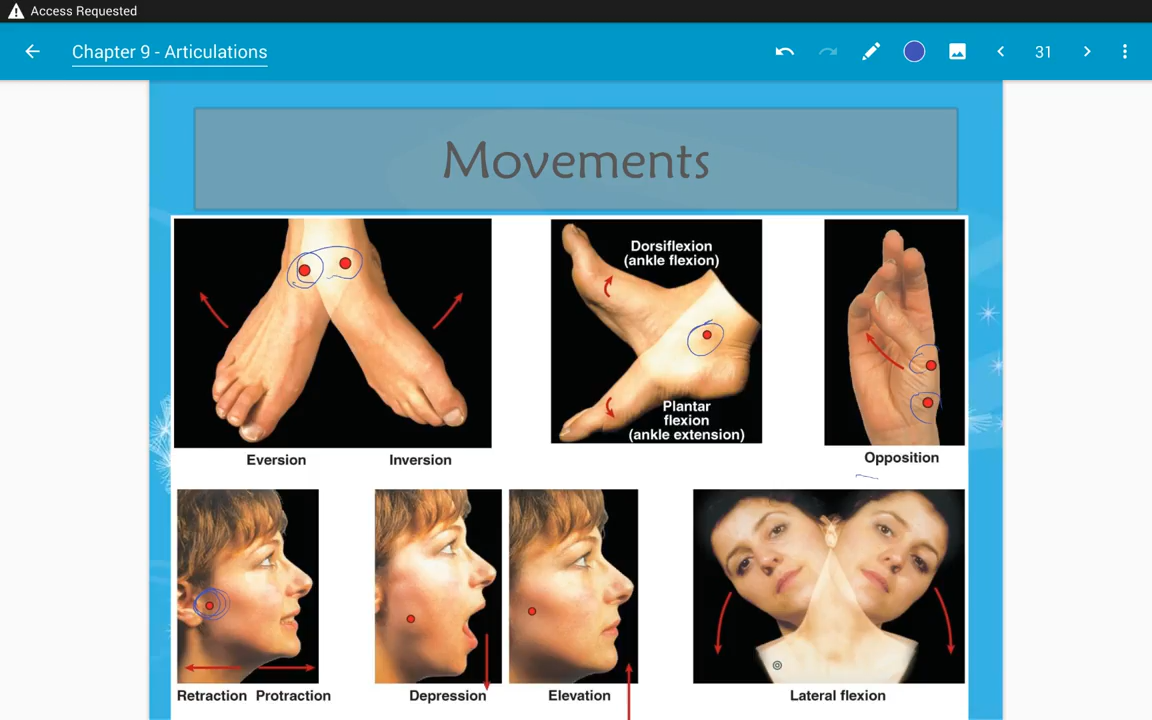 Access Requested
Chapter 9 - Articulations
31
Movements
Dorsiflexion
(ankle flexion)
Plantar
flexion
(ankle extension)
Eversion
Inversion
Opposition
Retraction
Protraction
Depression
Elevation
Lateral flexion